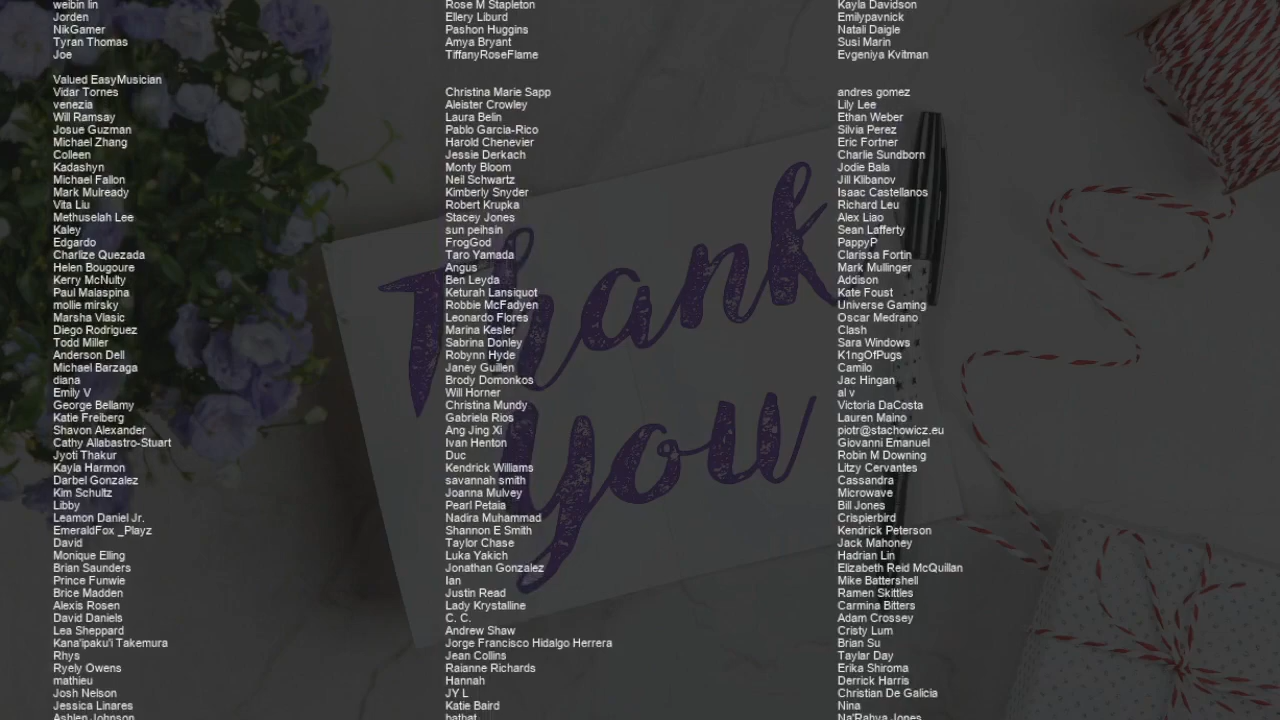 weibin lin
Jorden
NikGamer
Tyran Thomas
Joe
Valued EasyMusician
Vidar Tornes
venezia
Will Ramsay
Josue Guzman
Michael Zhang
Colleen
Kadashyn
Michael Fallon
Mark Mulready
Vita Liu
Methuselah Lee
Kaley
Edgardo
Charlize Quezada
Helen Bougoure
Kerry McNulty
Paul Malaspina
mollie mirsky
Marsha Vlasic
Diego Rodriguez
Todd Miller
Anderson Dell
Michael Barzaga
diana
Emily V
George Bellamy
Katie Freiberg
Shavon Alexander
Cathy Allabastro-Stuart
Jyoti Thakur
Kayla Harmon
Darbel Gonzalez
Kim Schultz
Libby
Leamon Daniel Jr.
EmeraldFox _Playz
David
Monique Elling
Brian Saunders
Prince Funwie
Brice Madden
Alexis Rosen
David Daniels
Lea Sheppard
Kana'ipaku'i Takemura
Rhys
Ryely Owens
mathieu
Josh Nelson
Jessica Linares
Ashlen Johnson
Rose M Stapleton
Ellery Liburd
Pashon Huggins
Amya Bryant
TiffanyRoseFlame
Christina Marie Sapp
Aleister Crowley
Laura Belin
Pablo Garcia-Rico
Harold Chenevier
Jessie Derkach
Monty Bloom
Neil Schwartz
Kimberly Snyder
Robert Krupka
Stacey Jones
sun peihsin
FrogGod
Taro Yamada
Angus
Ben Leyda
Keturah Lansiquot
Robbie McFadyen
Leonardo Flores
Marina Kesler
Sabrina Donley
Robynn Hyde
Janey Guillen
Brody Domonkos
Will Horner
Christina Mundy
Gabriela Rios
Ang Jing Xi
Ivan Henton
Duc
Kendrick Williams
savannah smith
Joanna Mulvey
Pearl Petaia
Nadira Muhammad
Shannon E Smith
Taylor Chase
Luka Yakich
Jonathan Gonzalez
Ian
Justin Read
Lady Krystalline
C. C.
Andrew Shaw
Jorge Francisco Hidalgo Herrera
Jean Collins
Raianne Richards
Hannah
JY L
Katie Baird
hathat
Kayla Davidson
Emilypavnick
Natali Daigle
Susi Marin
Evgeniya Kvitman
andres gomez
Lily Lee
Ethan Weber
Silvia Perez
Eric Fortner
Charlie Sundborn
Jodie Bala
Jill Klibanov
Isaac Castellanos
Richard Leu
Alex Liao
Sean Lafferty
PappyP
Clarissa Fortin
Mark Mullinger
Addison
Kate Foust
Universe Gaming
Oscar Medrano
Clash
Sara Windows
K1ngOfPugs
Camilo
Jac Hingan
al v
Victoria DaCosta
Lauren Maino
piotr@stachowicz.eu
Giovanni Emanuel
Robin M Downing
Litzy Cervantes
Cassandra
Microwave
Bill Jones
Crispierbird
Kendrick Peterson
Jack Mahoney
Hadrian Lin
Elizabeth Reid McQuillan
Mike Battershell
Ramen Skittles
Carmina Bitters
Adam Crossey
Cristy Lum
Brian Su
Taylar Day
Erika Shiroma
Derrick Harris
Christian De Galicia
Nina
Na'Rahya Jones
Thank
you